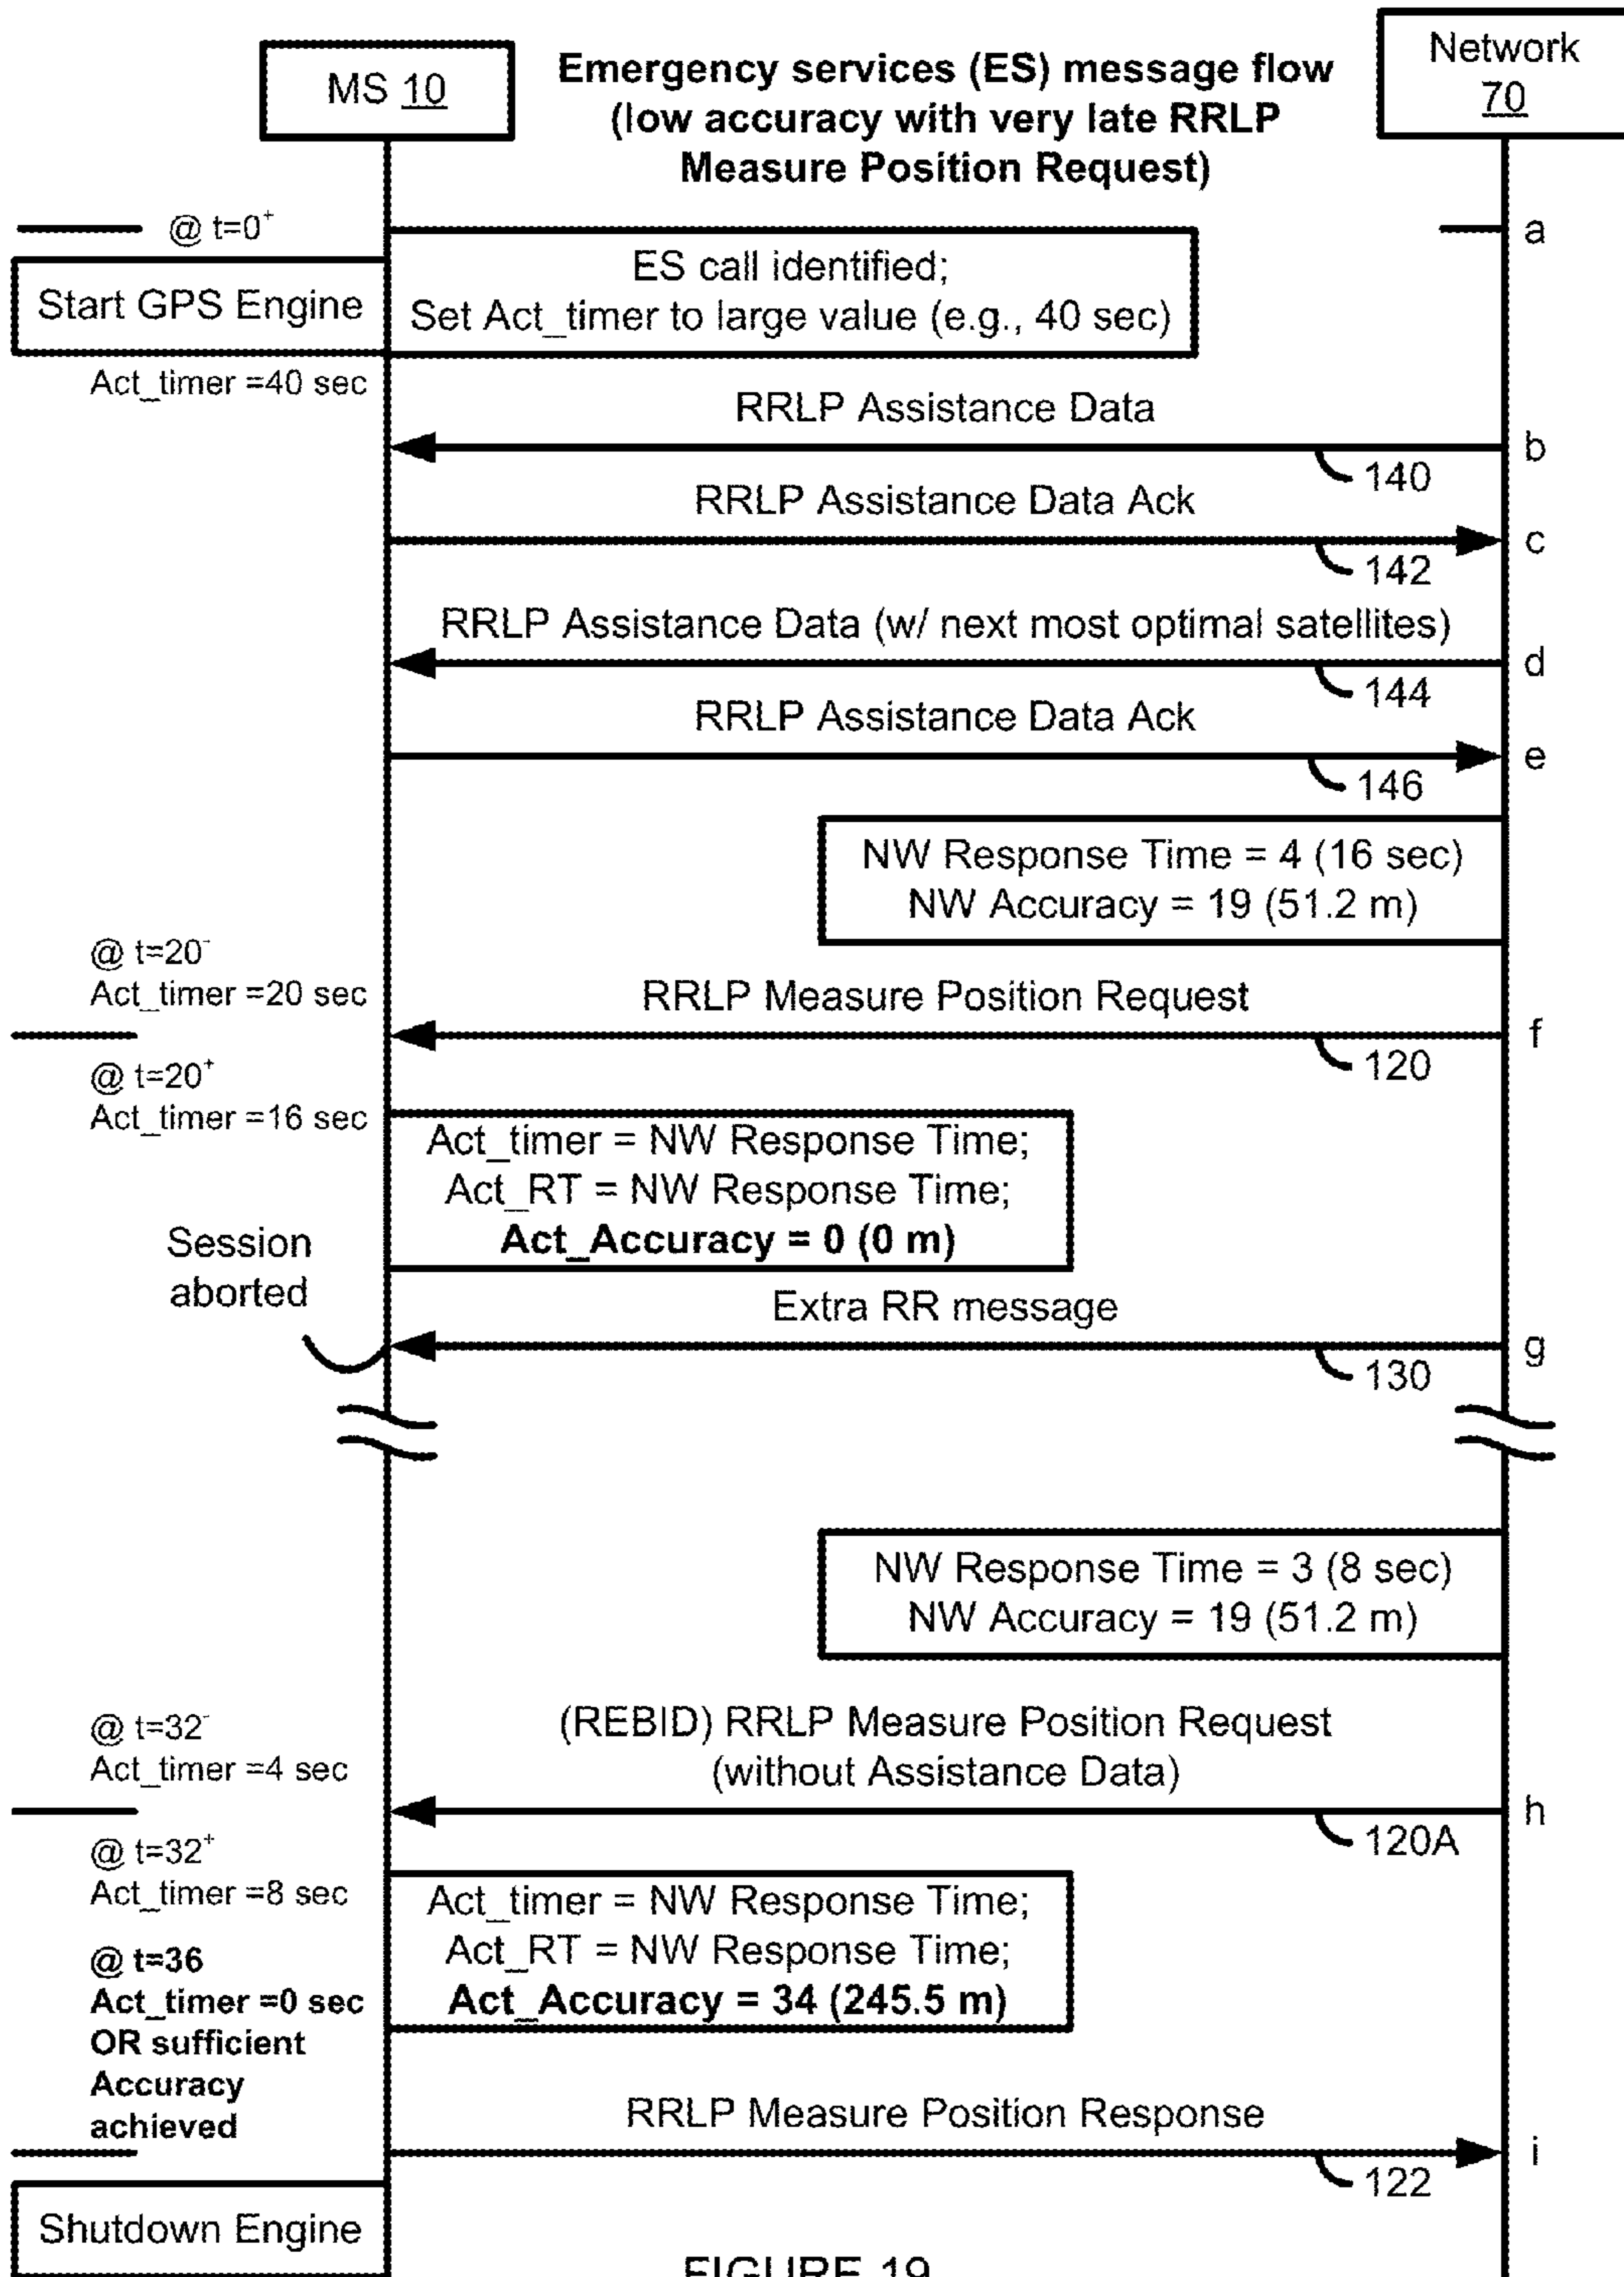 MS 10
Emergency services (ES) message flow
(low accuracy with very late RRLP
Measure Position Request)
Network
70
@ t=0+
a
Start GPS Engine
ES call identified;
Set Act_timer to large value (e.g., 40 sec)
Act_timer =40 sec
RRLP Assistance Data
b
140
RRLP Assistance Data Ack
c
142
RRLP Assistance Data (w/ next most optimal satellites)
d
144
RRLP Assistance Data Ack
e
146
NW Response Time = 4 (16 sec)
NW Accuracy = 19 (51.2 m)
@ t=20-
Act_timer =20 sec
RRLP Measure Position Request
f
120
@ t=20+
Act_timer =16 sec
Act_timer = NW Response Time;
Act_RT = NW Response Time;
Act_Accuracy = 0 (0 m)
Session
aborted
Extra RR message
g
130
NW Response Time = 3 (8 sec)
NW Accuracy = 19 (51.2 m)
@ t=32-
Act_timer =4 sec
(REBID) RRLP Measure Position Request
(without Assistance Data)
h
120A
@ t=32+
Act_timer =8 sec
Act_timer = NW Response Time;
Act_RT = NW Response Time;
Act_Accuracy = 34 (245.5 m)
@ t=36
Act_timer =0 sec
OR sufficient
Accuracy
achieved
RRLP Measure Position Response
i
122
Shutdown Engine
FIGURE 19